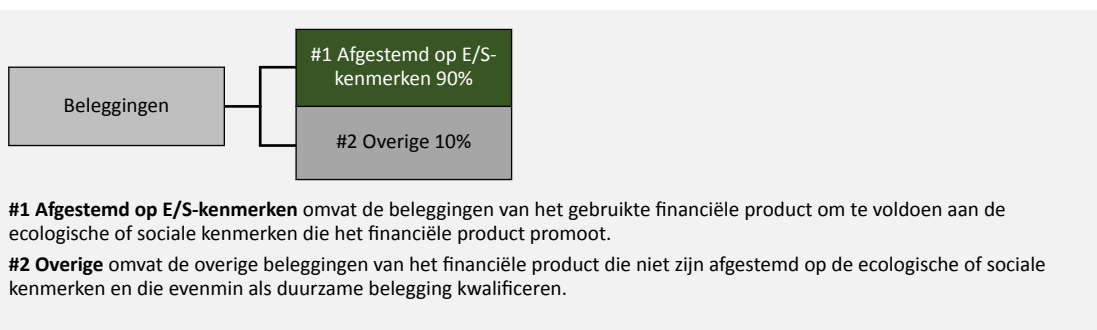 Beleggingen
#1 Afgestemd op E/S-
kenmerken 90%
#2 Overige 10%
#1 Afgestemd op E/S-kenmerken omvat de beleggingen van het gebruikte financiële product om te voldoen aan de
ecologische of sociale kenmerken die het financiële product promoot.
#2 Overige omvat de overige beleggingen van het financiële product die niet zijn afgestemd op de ecologische of sociale
kenmerken en die evenmin als duurzame belegging kwalificeren.